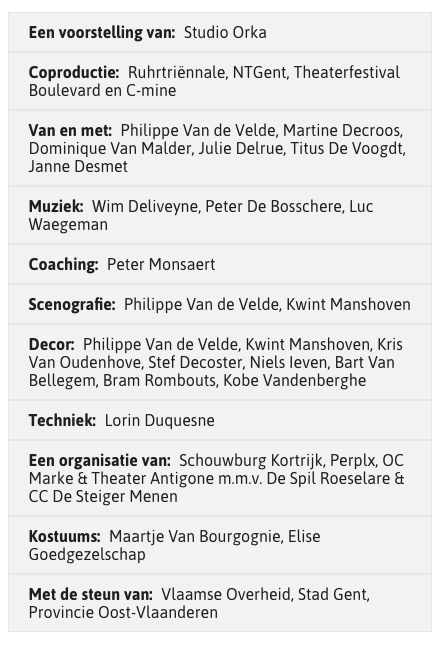 Een voorstelling van: Studio Orka
Coproductie: Ruhrtriënnale, NTGent, Theaterfestival
Boulevard en C-mine
Van en met: Philippe Van de Velde, Martine Decroos,
Dominique Van Malder, Julie Delrue, Titus De Voogdt,
Janne Desmet
Muziek: Wim Deliveyne, Peter De Bosschere, Luc
Waegeman
Coaching: Peter Monsaert
Scenografie: Philippe Van de Velde, Kwint Manshoven
Decor: Philippe Van de Velde, Kwint Manshoven, Kris
Van Oudenhove, Stef Decoster, Niels Ieven, Bart Van
Bellegem, Bram Rombouts, Kobe Vandenberghe
Techniek: Lorin Duquesne
Een organisatie van: Schouwburg Kortrijk, Perplx, OC
Marke & Theater Antigone m.m.v. De Spil Roeselare &
CC De Steiger Menen
Kostuums: Maartje Van Bourgognie, Elise
Goedgezelschap
Met de steun van: Vlaamse Overheid, Stad Gent,
Provincie Oost-Vlaanderen